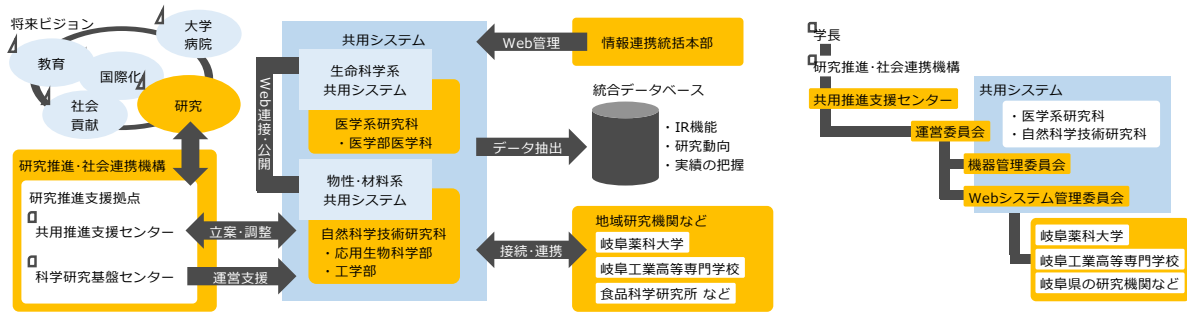 将来ビジョン
大学
病院
教育
国際化
社会
貢献
研究
研究推進・社会連携機構
研究推進支援拠点
共用推進支援センター
科学研究基盤センター
立案・調整
運営支援
共用システム
生命科学系
共用システム
医学系研究科
・医学部医学科
Web連接・公開
物性・材料系
共用システム
自然科学技術研究科
・応用生物科学部
・工学部
Web管理
情報連携統括本部
データ抽出
統合データベース
・IR機能
・研究動向
・実績の把握
接続・連携
地域研究機関など
岐阜薬科大学
岐阜工業高等専門学校
食品科学研究所 など
学長
研究推進・社会連携機構
共用推進支援センター
運営委員会
共用システム
・医学系研究科
・自然科学技術研究科
機器管理委員会
Webシステム管理委員会
岐阜薬科大学
岐阜工業高等専門学校
岐阜県の研究機関など